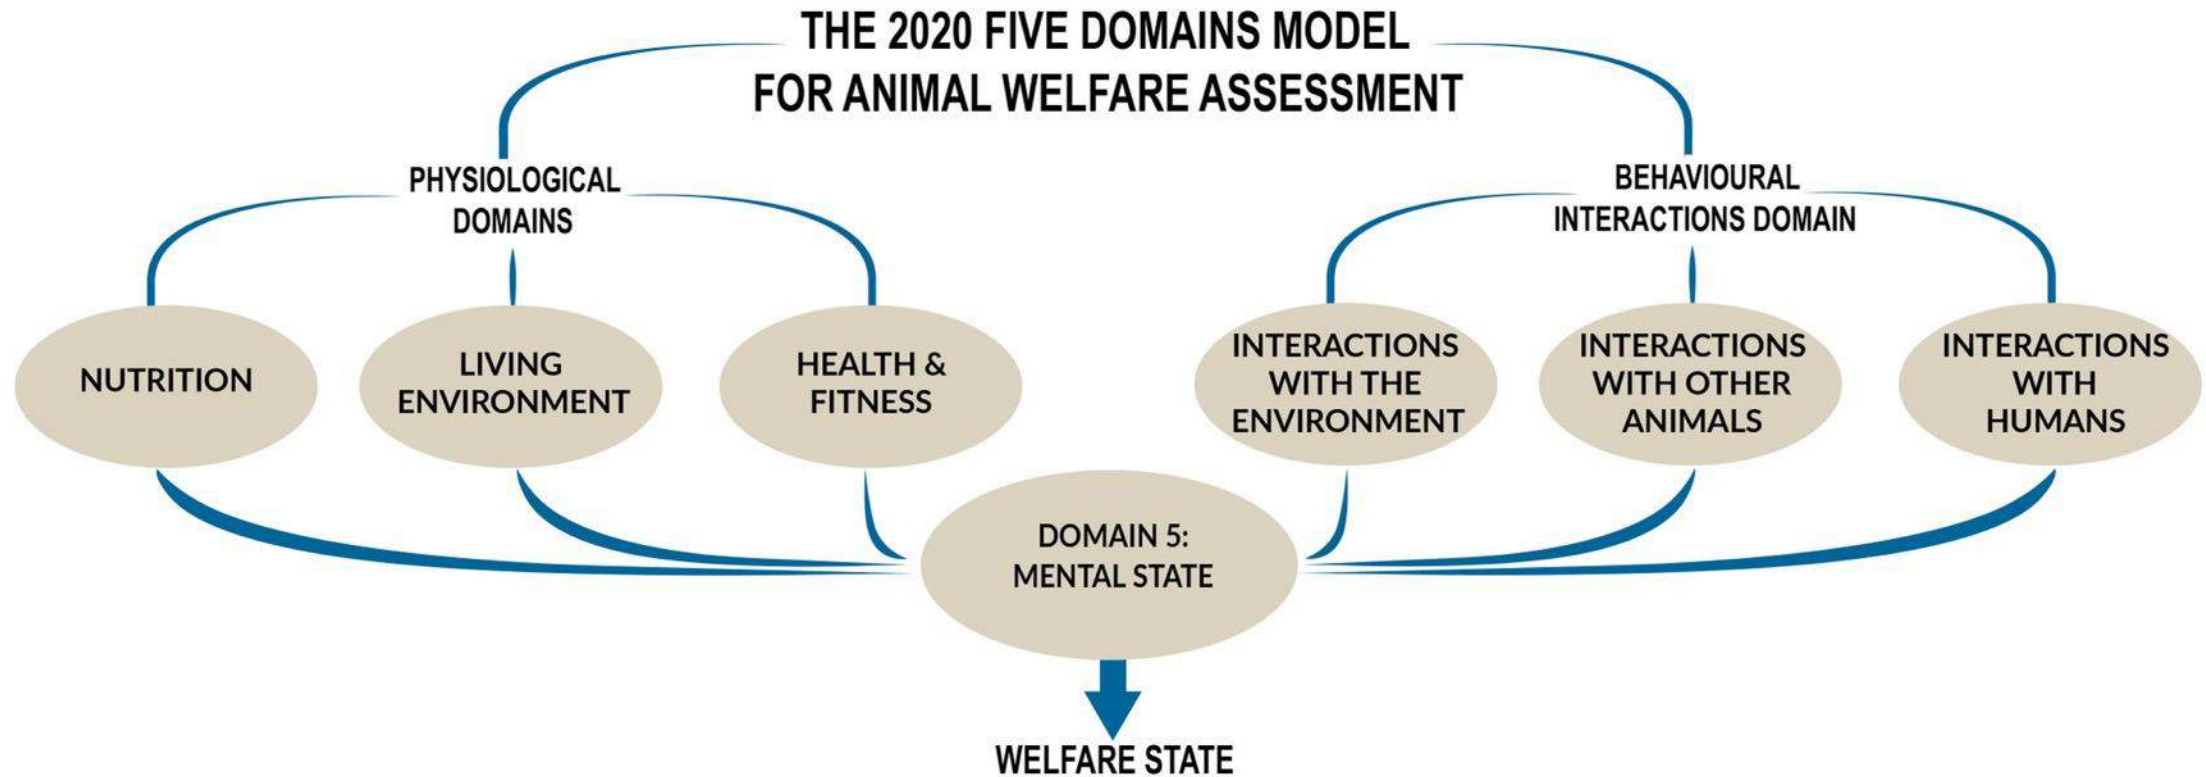 THE 2020 FIVE DOMAINS MODEL
FOR ANIMAL WELFARE ASSESSMENT
PHYSIOLOGICAL
DOMAINS
BEHAVIOURAL
INTERACTIONS DOMAIN
NUTRITION
LIVING
ENVIRONMENT
HEALTH &
FITNESS
INTERACTIONS
WITH THE
ENVIRONMENT
INTERACTIONS
WITH OTHER
ANIMALS
INTERACTIONS
WITH
HUMANS
DOMAIN 5:
MENTAL STATE
WELFARE STATE